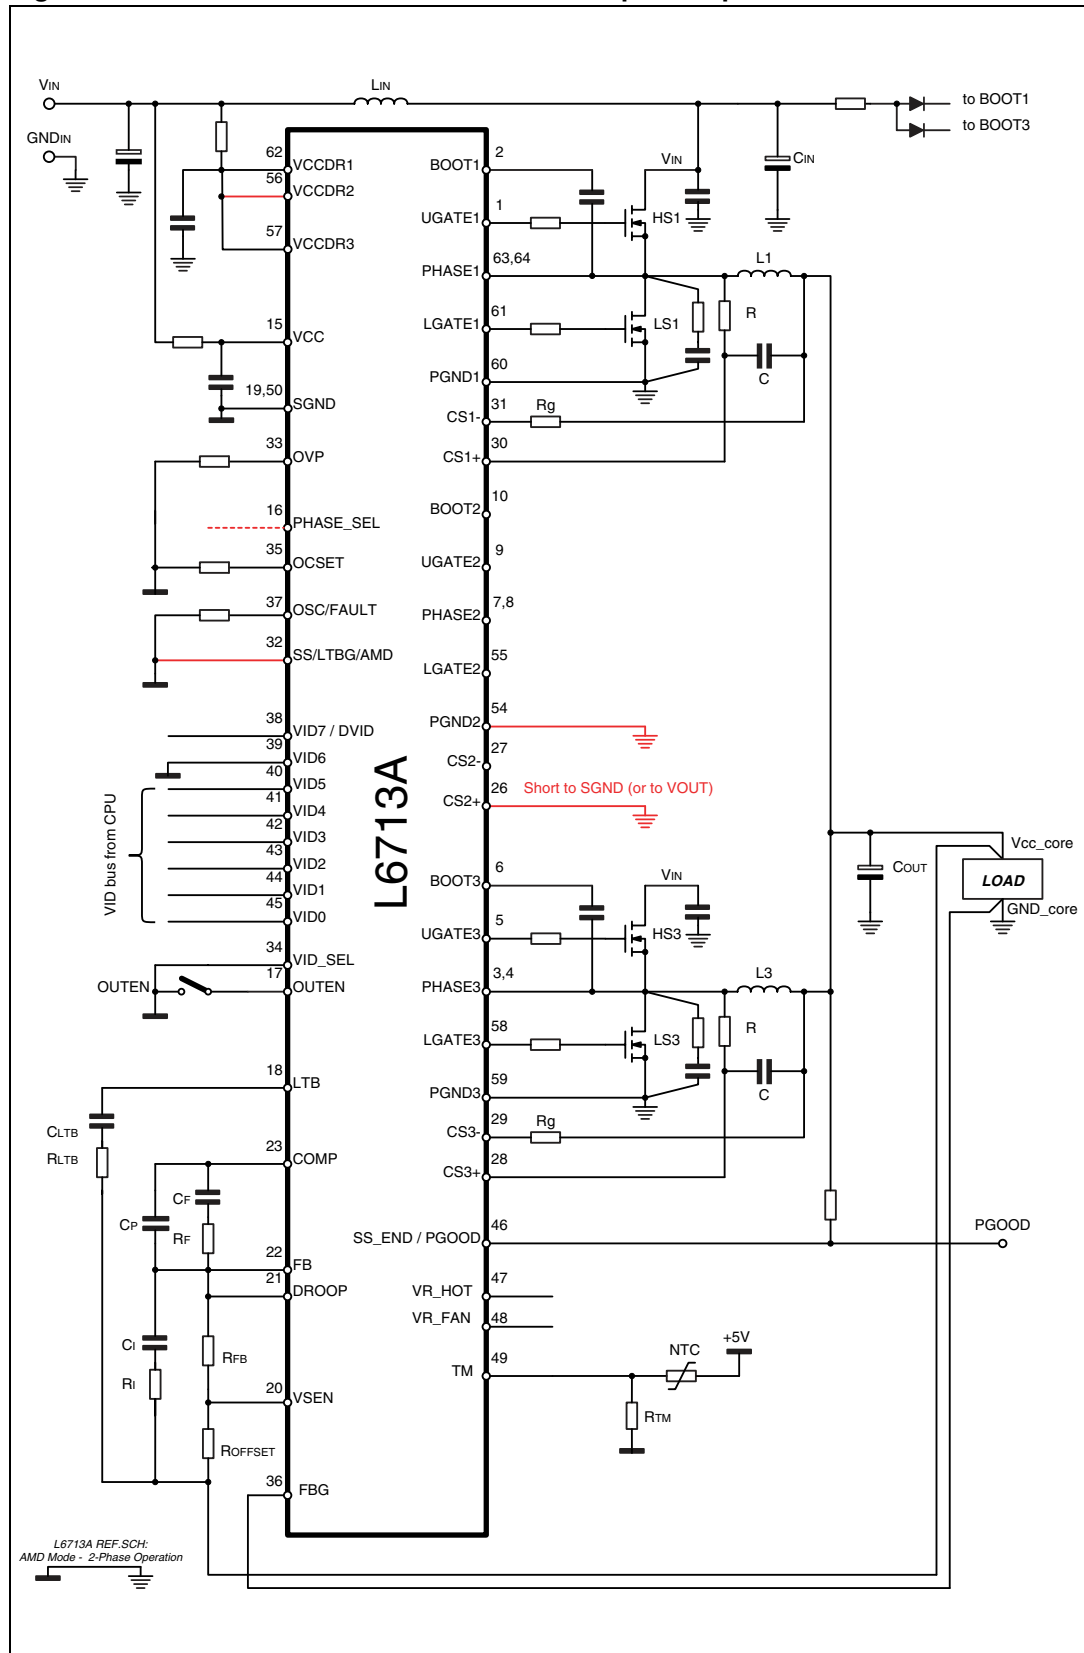 VIN
LIN
to BOOT1
to BOOT3
GNDIN
CIN
62
VCCDR1
56
VCCDR2
57
VCCDR3
15
VCC
19,50
SGND
33
OVP
16
PHASE_SEL
35
OCSET
37
OSC/FAULT
32
SS/LTBG/AMD
38
VID7 / DVID
39
VID6
40
VID5
41
VID4
42
VID3
43
VID2
44
VID1
45
VID0
VID bus from CPU
34
VID_SEL
17
OUTEN
OUTEN
18
LTB
CLTB
RLTB
23
COMP
CF
CP
RF
22
FB
21
DROOP
CI
RFB
RI
20
VSEN
ROFFSET
36
FBG
L6713A
2
BOOT1
VIN
1
UGATE1
HS1
63,64
PHASE1
L1
61
LGATE1
LS1
R
60
PGND1
C
31
CS1-
Rg
30
CS1+
10
BOOT2
9
UGATE2
7,8
PHASE2
55
LGATE2
54
PGND2
27
CS2-
26
CS2+
Short to SGND (or to VOUT)
6
BOOT3
VIN
5
UGATE3
HS3
3,4
PHASE3
L3
58
LGATE3
LS3
R
59
PGND3
C
29
CS3-
Rg
28
CS3+
COUT
Vcc_core
LOAD
GND_core
46
SS_END / PGOOD
PGOOD
47
VR_HOT
48
VR_FAN
49
TM
NTC
+5V
RTM
L6713A REF.SCH:
AMD Mode - 2-Phase Operation